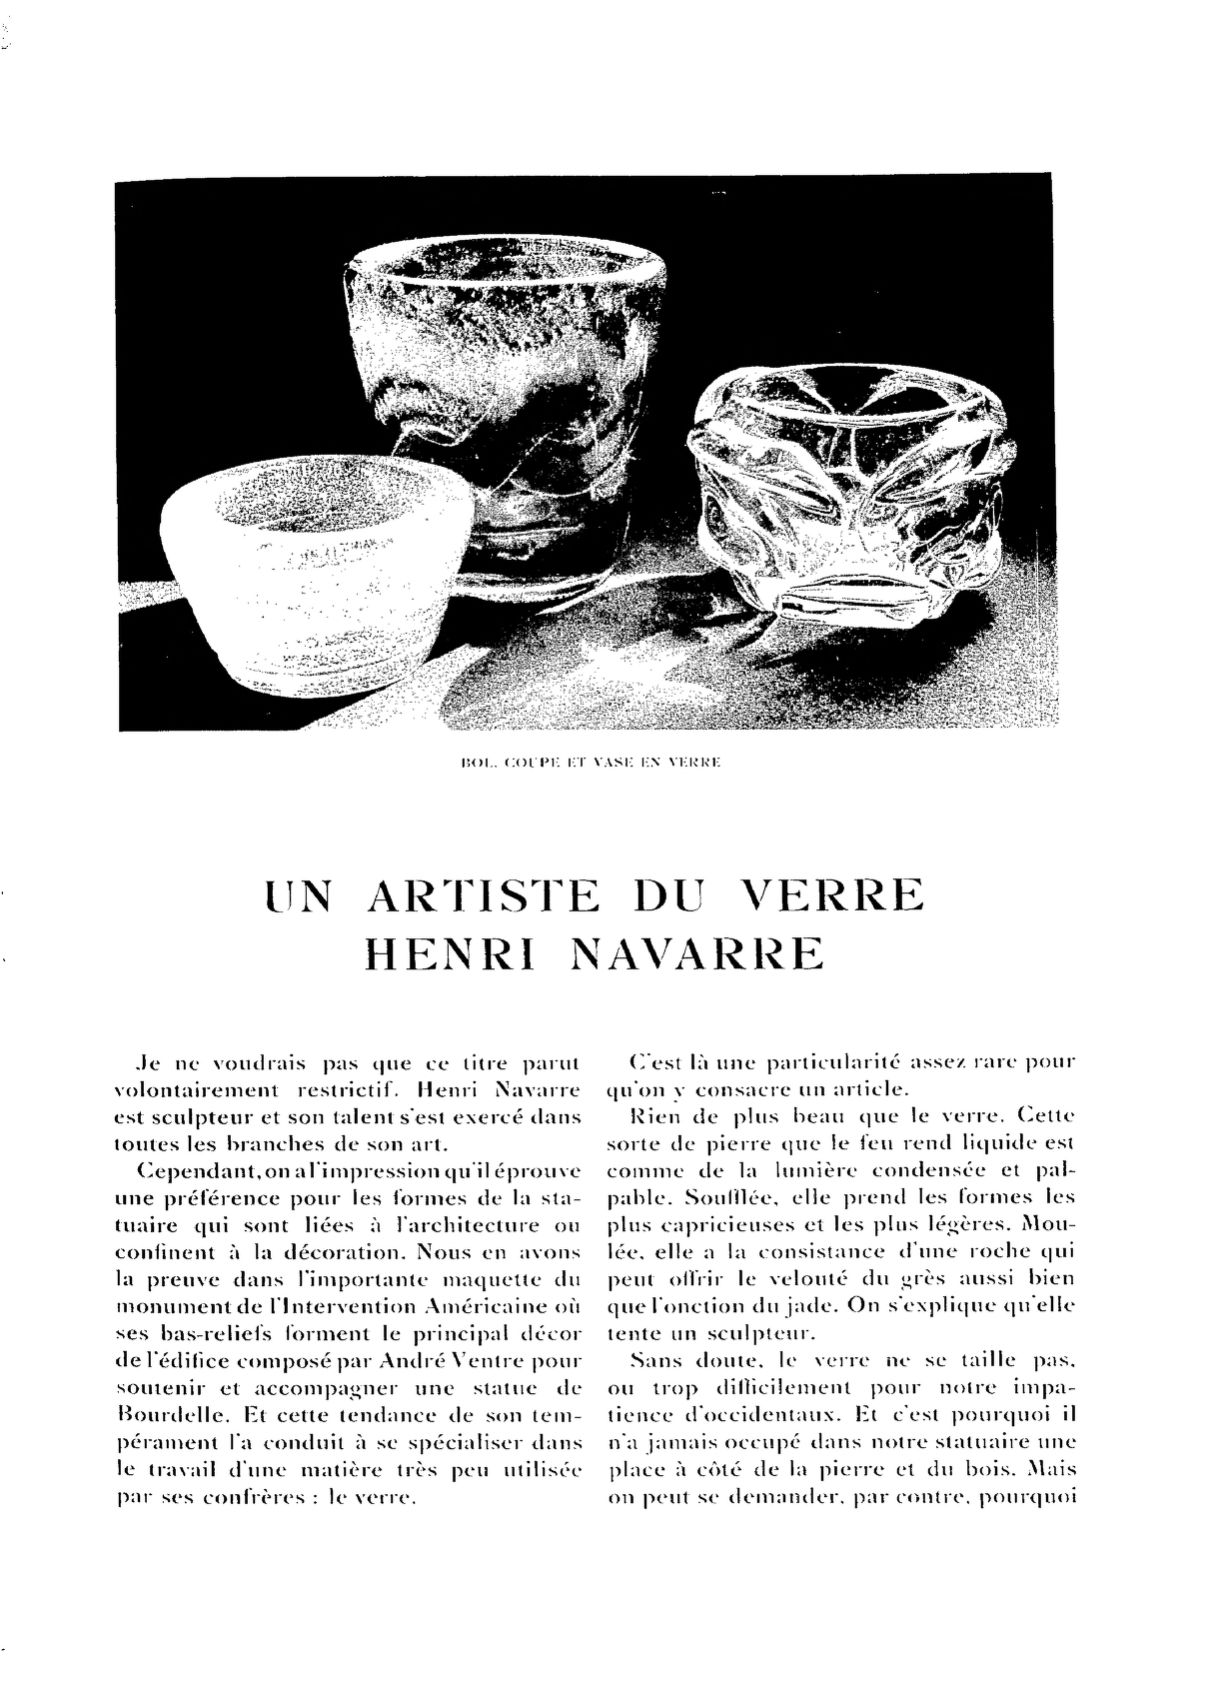 BOL, COUPE ET VASE EN VERRE
UN ARTISTE DU VERRE
HENRI NAVARRE
Je ne voudrais pas que ce titre parut
volontairement restrictif. Henri Navarre
est sculpteur et son talent s'est exercé dans
toutes les branches de son art.
Cependant, on a l'impression qu'il éprouve
une préférence pour les formes de la sta-
tuaire qui sont liées à l'architecture ou
confinent à la décoration. Nous en avons
la preuve dans l'importante maquette du
monument de l'Intervention Américaine où
ses bas-reliefs forment le principal décor
de l'édifice composé par André Ventre pour
soutenir et accompagner une statue de
Bourdelle. Et cette tendance de son tem-
pérament l'a conduit à se spécialiser dans
le travail d'une matière très peu utilisée
par ses confrères : le verre.
C'est là une particularité assez rare pour
qu'on y consacre un article.
Rien de plus beau que le verre. Cette
sorte de pierre que le feu rend liquide est
comme de la lumière condensée et pal-
pable. Soufflée, elle prend les formes les
plus capricieuses et les plus légères. Mou-
lée, elle a la consistance d'une roche qui
peut offrir le velouté du grès aussi bien
que l'onction du jade. On s'explique qu'elle
tente un sculpteur.
Sans doute, le verre ne se taille pas,
ou trop difficilement pour notre impa-
tience d'occidentaux. Et c'est pourquoi il
n'a jamais occupé dans notre statuaire une
place à côté de la pierre et du bois. Mais
on peut se demander, par contre, pourquoi